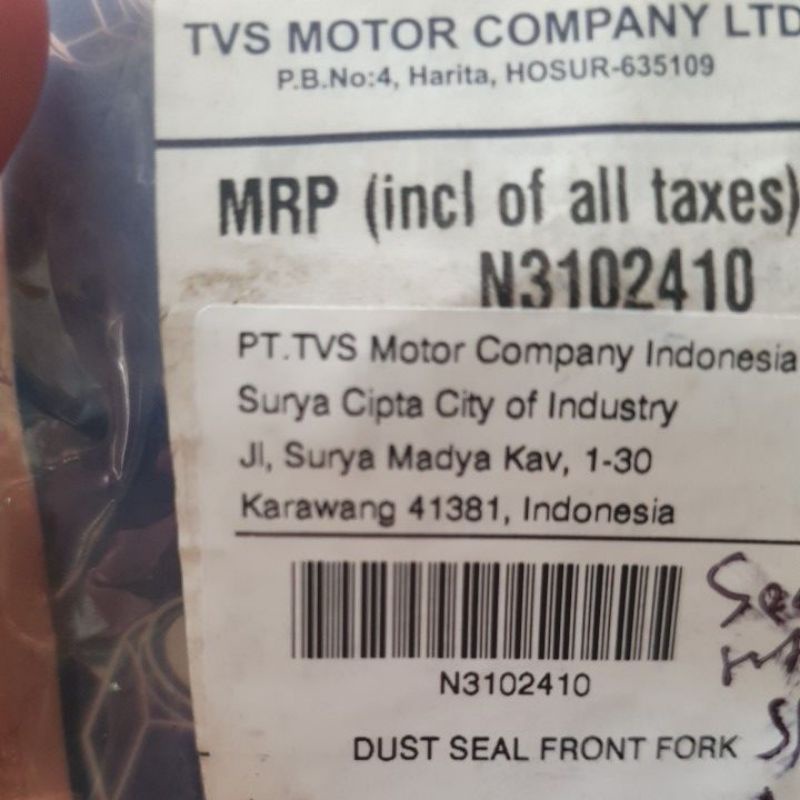 TVS MOTOR COMPANY LTD
P.B.No:4, Harita, HOSUR-635109
MRP (incl of all taxes)
N3102410
PT.TVS Motor Company Indonesia
Surya Cipta City of Industry
Jl, Surya Madya Kav, 1-30
Karawang 41381, Indonesia
N3102410
DUST SEAL FRONT FORK